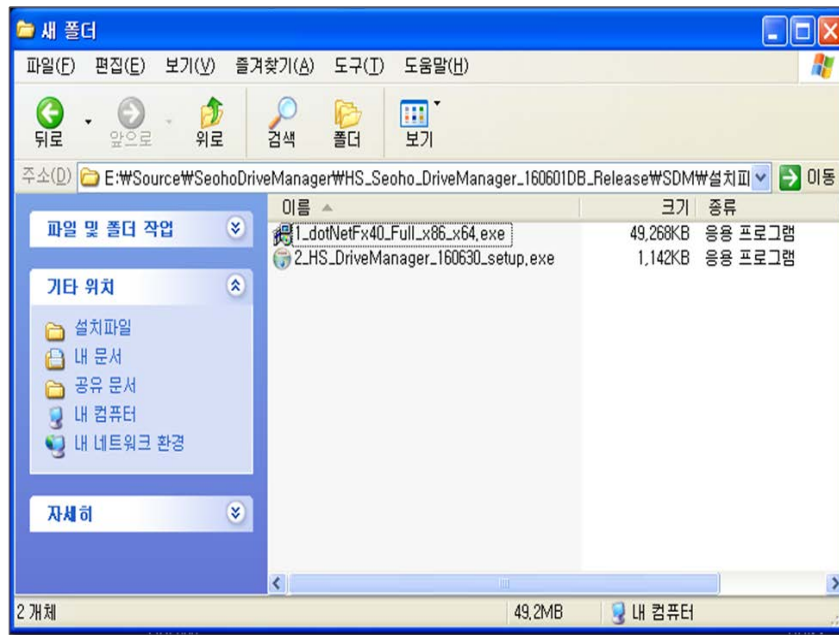 새 폴더
파일(F) 편집(E) 보기(V) 즐겨찾기(A) 도구(T) 도움말(H)
뒤로 앞으로 위로 검색 폴더 보기
주소(D) E:₩Source₩SeohoDriveManager₩HS_Seoho_DriveManager_160601DB_Release₩SDM₩설치파 이동
이름 크기 종류
파일 및 폴더 작업
1_dotNetFx40_Full_x86_x64.exe 49,268KB 응용 프로그램
2_HS_DriveManager_160630_setup.exe 1,142KB 응용 프로그램
기타 위치
설치파일
내 문서
공유 문서
내 컴퓨터
내 네트워크 환경
자세히
2 개체 49,2MB 내 컴퓨터